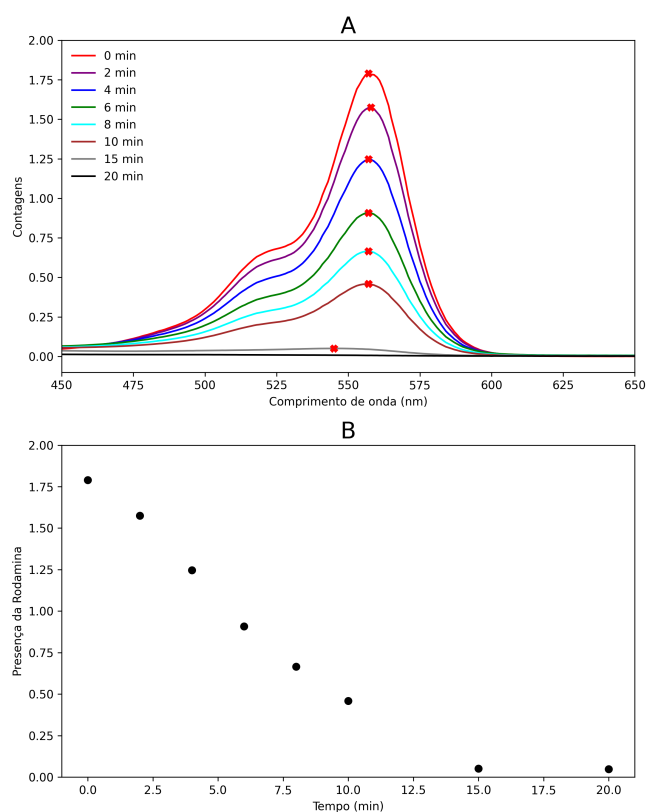 A
2.00
1.75
1.50
1.25
1.00
0.75
0.50
0.25
0.00
Contagens
0 min
2 min
4 min
6 min
8 min
10 min
15 min
20 min
450 475 500 525 550 575 600 625 650
Comprimento de onda (nm)
B
2.00
1.75
1.50
1.25
1.00
0.75
0.50
0.25
0.00
Presença da Rodamina
0.0 2.5 5.0 7.5 10.0 12.5 15.0 17.5 20.0
Tempo (min)